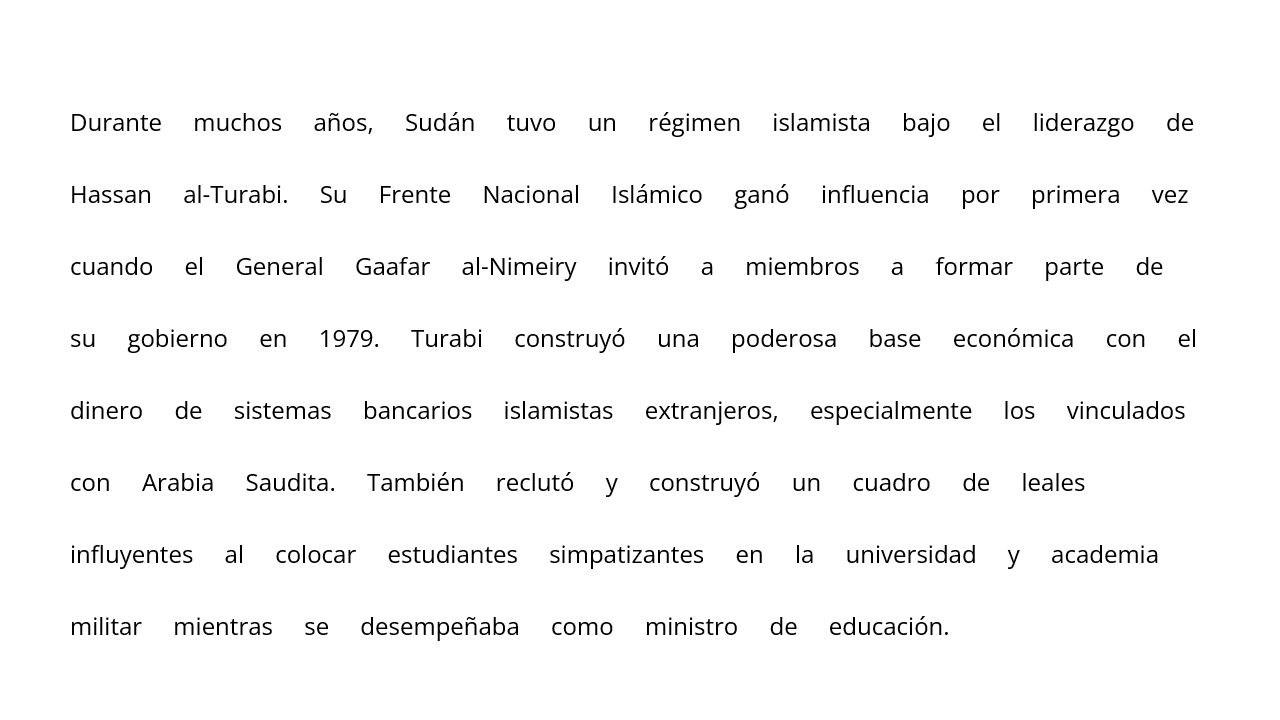 Durante muchos años, Sudán tuvo un régimen islamista bajo el liderazgo de
Hassan al-Turabi. Su Frente Nacional Islámico ganó influencia por primera vez
cuando el General Gaafar al-Nimeiry invitó a miembros a formar parte de
su gobierno en 1979. Turabi construyó una poderosa base económica con el
dinero de sistemas bancarios islamistas extranjeros, especialmente los vinculados
con Arabia Saudita. También reclutó y construyó un cuadro de leales
influyentes al colocar estudiantes simpatizantes en la universidad y academia
militar mientras se desempeñaba como ministro de educación.